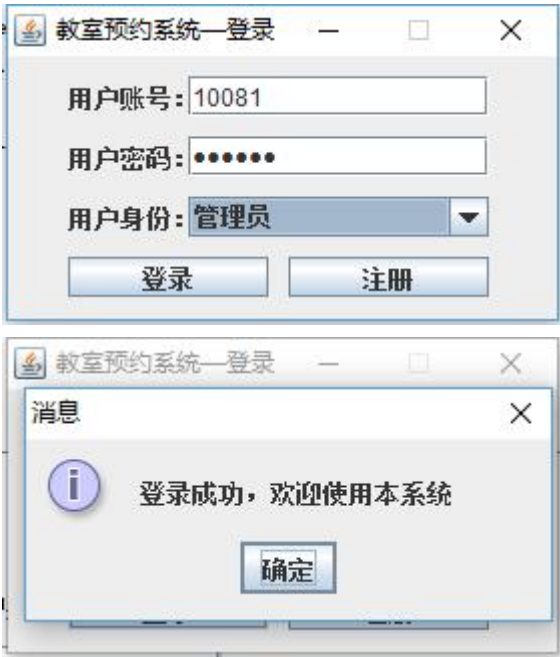 教室预约系统—登录
用户账号：10081
用户密码：●●●●●●
用户身份：管理员
登录 注册
教室预约系统—登录
消息
登录成功，欢迎使用本系统
确定